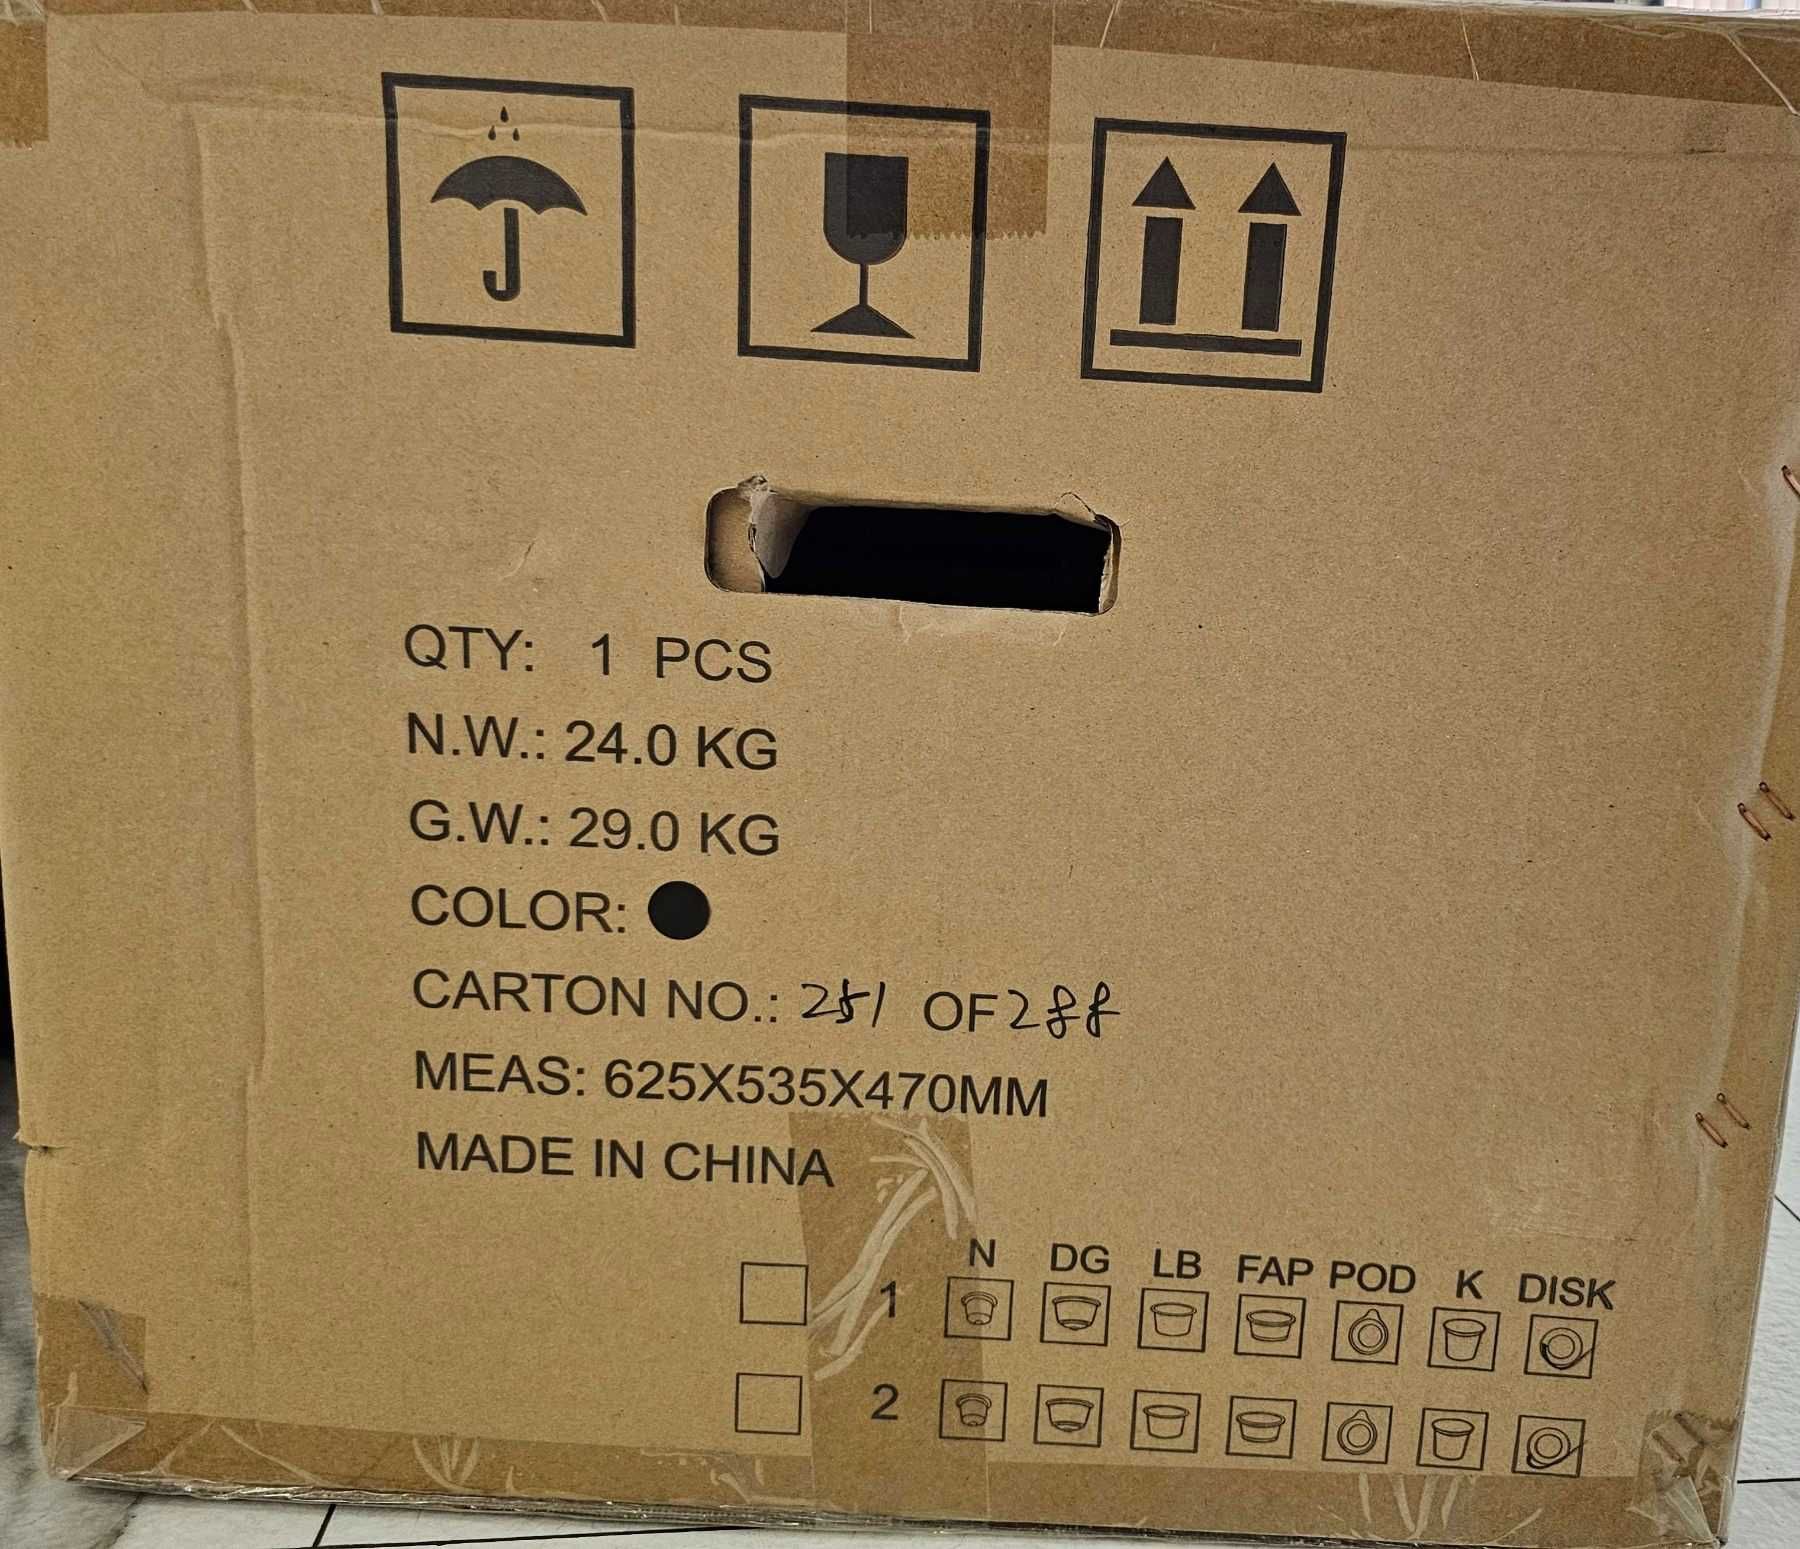 QTY: 1 PCS
N.W.: 24.0 KG
G.W.: 29.0 KG
COLOR:
CARTON NO.: 251 OF 288
MEAS: 625X535X470MM
MADE IN CHINA
N DG LB FAP POD K DISK
1
2